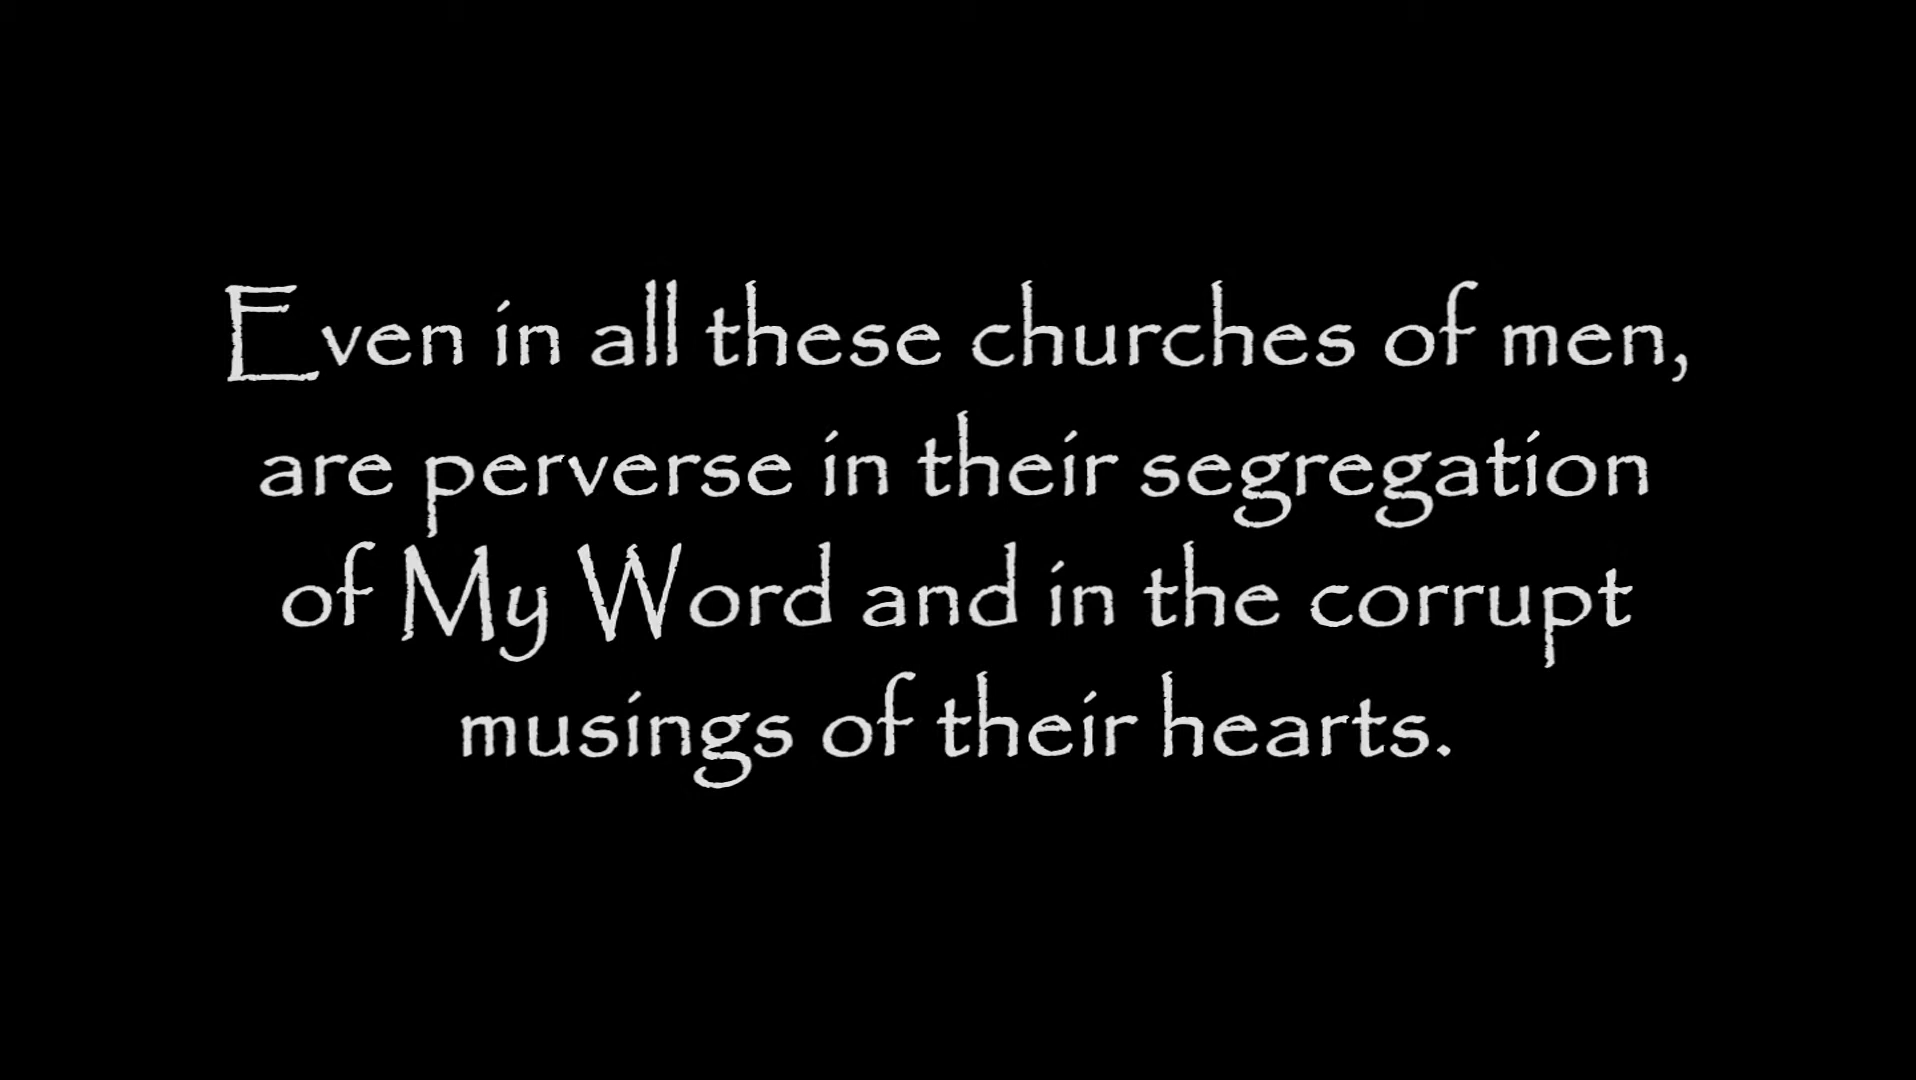 Even in all these churches of men,
are perverse in their segregation
of My Word and in the corrupt
musings of their hearts.